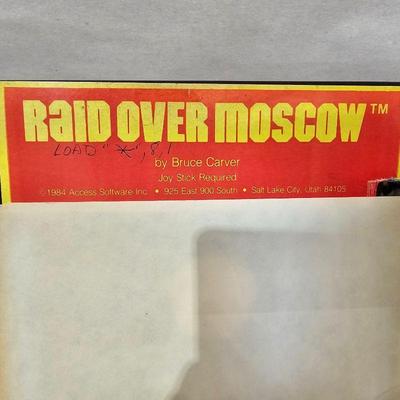 RAID OVER MOSCOW™
LOAD "*",8,1
by Bruce Carver
Joy Stick Required
©1984 Access Software Inc. • 925 East 900 South • Salt Lake City, Utah 84105